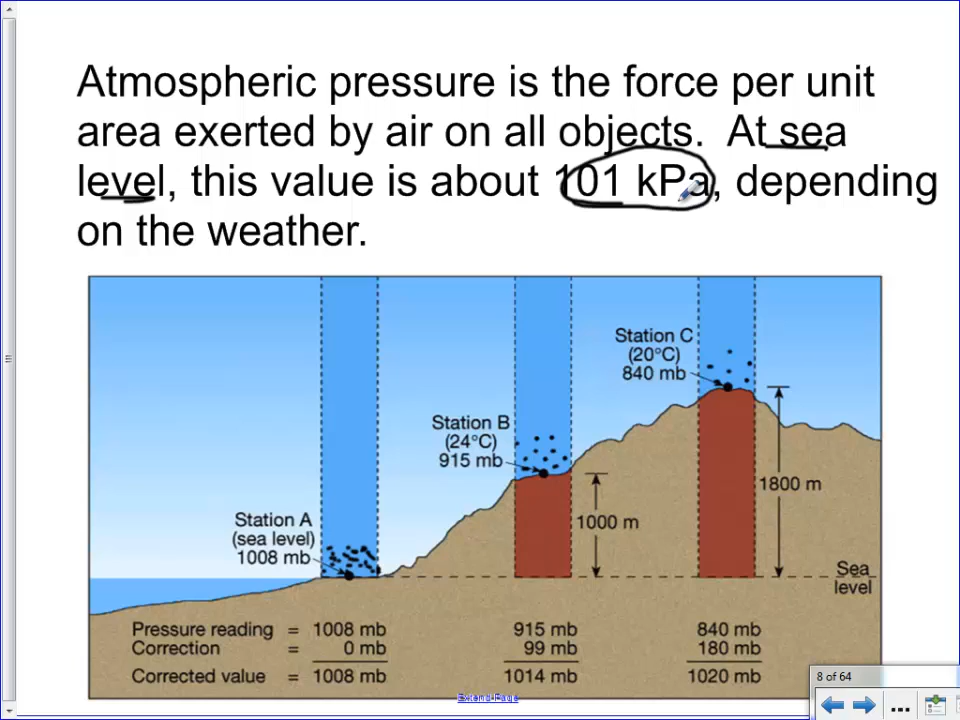 Atmospheric pressure is the force per unit
area exerted by air on all objects.  At sea
level, this value is about 101 kPa, depending
on the weather.
Station C
(20°C)
840 mb
Station B
(24°C)
915 mb
1800 m
Station A
(sea level)
1008 mb
1000 m
Sea
level
Pressure reading = 1008 mb 915 mb 840 mb
Correction = 0 mb 99 mb 180 mb
Corrected value = 1008 mb 1014 mb 1020 mb
8 of 64
Extend Page